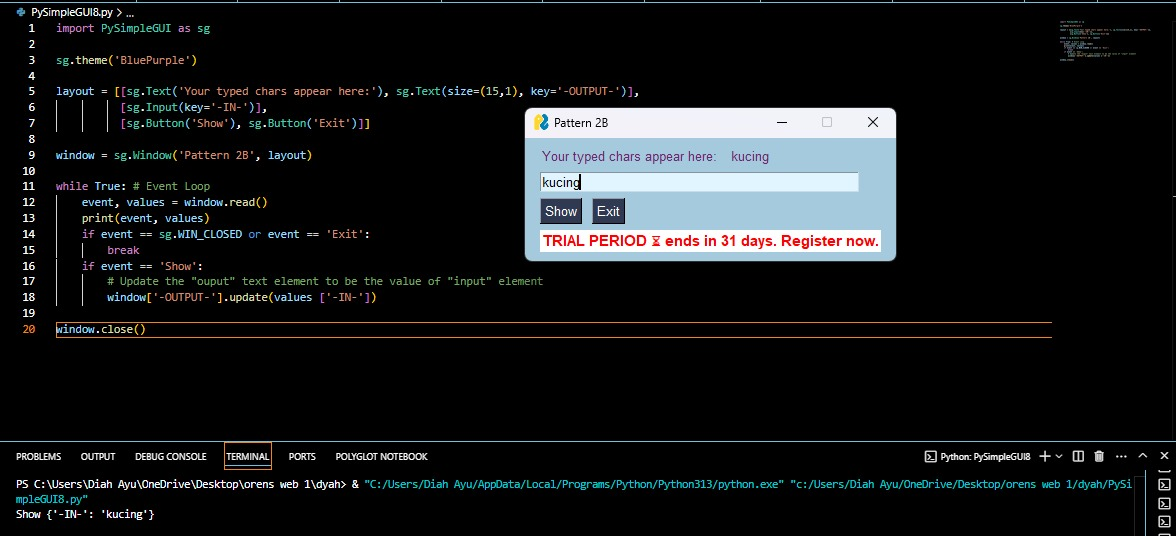 PySimpleGUI8.py > ...
1 import PySimpleGUI as sg
2
3 sg.theme('BluePurple')
4
5 layout = [[sg.Text('Your typed chars appear here:'), sg.Text(size=(15,1), key='-OUTPUT-')],
6 [sg.Input(key='-IN-')],
7 [sg.Button('Show'), sg.Button('Exit')]]
8
9 window = sg.Window('Pattern 2B', layout)
10
11 while True: # Event Loop
12 event, values = window.read()
13 print(event, values)
14 if event == sg.WIN_CLOSED or event == 'Exit':
15 break
16 if event == 'Show':
17 # Update the "ouput" text element to be the value of "input" element
18 window['-OUTPUT-'].update(values ['-IN-'])
19
20 window.close()
Pattern 2B
Your typed chars appear here: kucing
kucing
Show Exit
TRIAL PERIOD ⧖ ends in 31 days. Register now.
PROBLEMS OUTPUT DEBUG CONSOLE TERMINAL PORTS POLYGLOT NOTEBOOK
Python: PySimpleGUI8
PS C:\Users\Diah Ayu\OneDrive\Desktop\orens web 1\dyah> & "C:/Users/Diah Ayu/AppData/Local/Programs/Python/Python313/python.exe" "c:/Users/Diah Ayu/OneDrive/Desktop/orens web 1/dyah/PySi
mpleGUI8.py"
Show {'-IN-': 'kucing'}